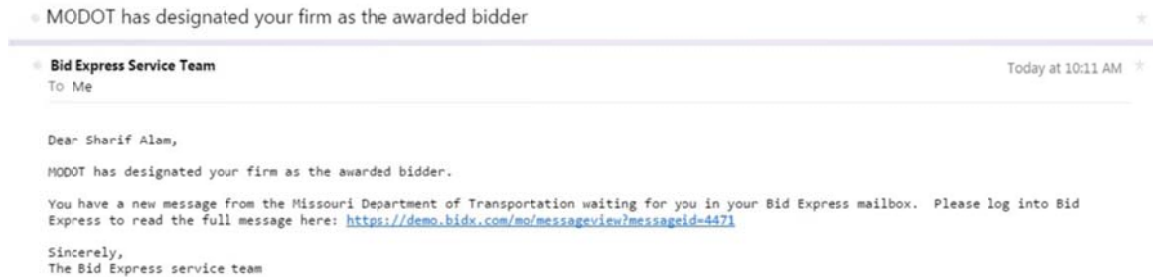 MODOT has designated your firm as the awarded bidder
Bid Express Service Team
Today at 10:11 AM
To Me
Dear Sharif Alam,
MODOT has designated your firm as the awarded bidder.
You have a new message from the Missouri Department of Transportation waiting for you in your Bid Express mailbox. Please log into Bid
Express to read the full message here: https://demo.bidx.com/mo/messageview?messageid=4471
Sincerely,
The Bid Express service team